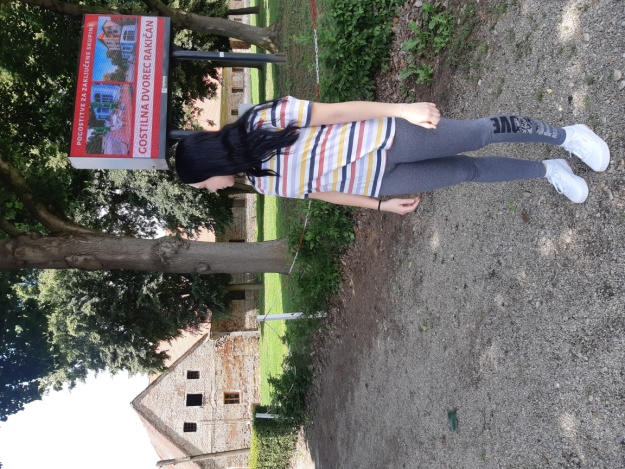 POGOSTITVE ZA ZAKLJUČENE SKUPINE
GOSTILNA DVOREC RAKIČAN